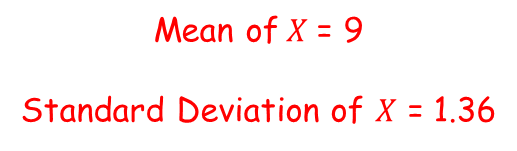 Mean of X = 9
Standard Deviation of X = 1.36